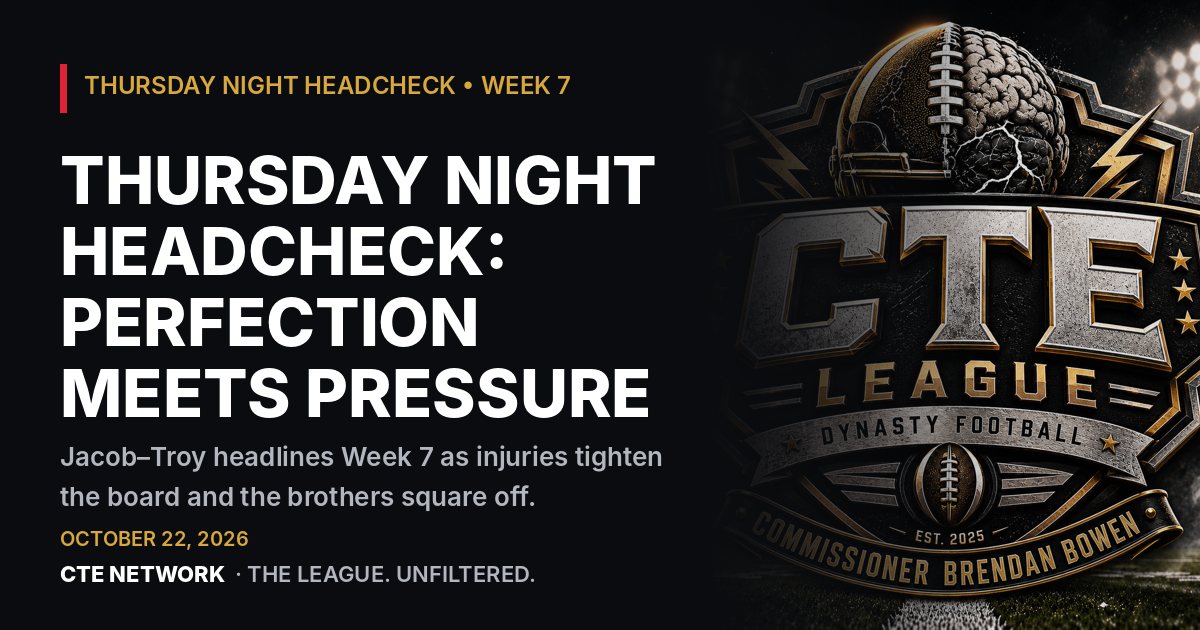 THURSDAY NIGHT HEADCHECK • WEEK 7
THURSDAY NIGHT
HEADCHECK:
PERFECTION
MEETS PRESSURE
Jacob–Troy headlines Week 7 as injuries tighten
the board and the brothers square off.
OCTOBER 22, 2026
CTE NETWORK · THE LEAGUE. UNFILTERED.
CTE
LEAGUE
DYNASTY FOOTBALL
EST. 2025
COMMISSIONER BRENDAN BOWEN